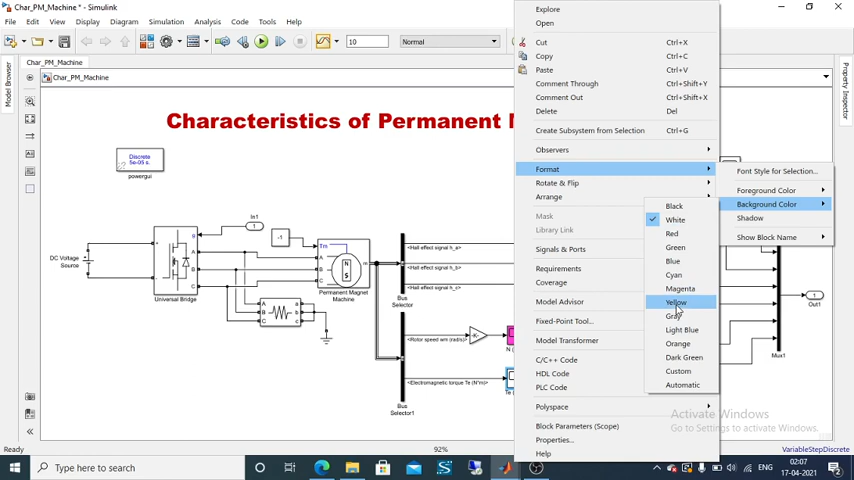 Char_PM_Machine * - Simulink
File Edit View Display Diagram Simulation Analysis Code Tools Help
10
Normal
Char_PM_Machine
Char_PM_Machine
Model Browser
Property Inspector
Characteristics of Permanent M
Discrete
5e-05 s.
powergui
In1
-1
DC Voltage
Source
Universal Bridge
Permanent Magnet
Machine
Tm
m
N
S
A
B
C
A
B
C
A
B
C
a
b
c
<Hall effect signal h_a>
<Hall effect signal h_b>
<Hall effect signal h_c>
Bus
Selector
<Rotor speed wm (rad/s)>
-K-
N (
<Electromagnetic torque Te (N*m)>
Te (
Bus
Selector1
Out1
Mux1
Explore
Open
Cut Ctrl+X
Copy Ctrl+C
Paste Ctrl+V
Comment Through Ctrl+Shift+Y
Comment Out Ctrl+Shift+X
Delete Del
Create Subsystem from Selection Ctrl+G
Observers
Format
Rotate & Flip
Arrange
Mask
Library Link
Signals & Ports
Requirements
Coverage
Model Advisor
Fixed-Point Tool...
Model Transformer
C/C++ Code
HDL Code
PLC Code
Polyspace
Block Parameters (Scope)
Properties...
Help
Font Style for Selection...
Foreground Color
Background Color
Shadow
Show Block Name
Black
White
Red
Green
Blue
Cyan
Magenta
Yellow
Gray
Light Blue
Orange
Dark Green
Custom
Automatic
Activate Windows
Go to Settings to activate Windows.
Ready
92%
VariableStepDiscrete
Type here to search
ENG
02:07
17-04-2021
2